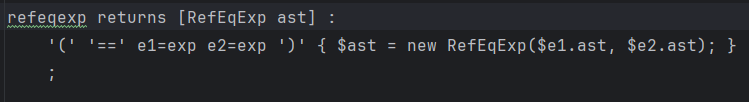 refeqexp returns [RefEqExp ast] :
'(' '==' e1=exp e2=exp ')' { $ast = new RefEqExp($e1.ast, $e2.ast); }
;